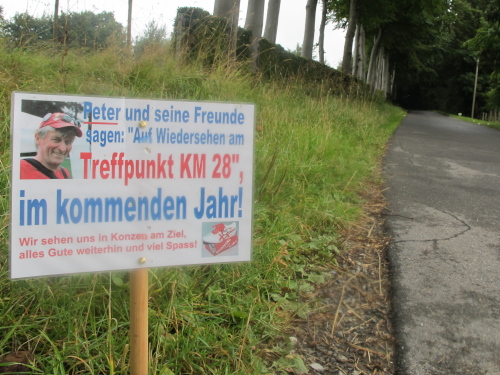 Peter und seine Freunde
sagen: "Auf Wiedersehen am
Treffpunkt KM 28",
im kommenden Jahr!
Wir sehen uns in Konzen am Ziel,
alles Gute weiterhin und viel Spass!